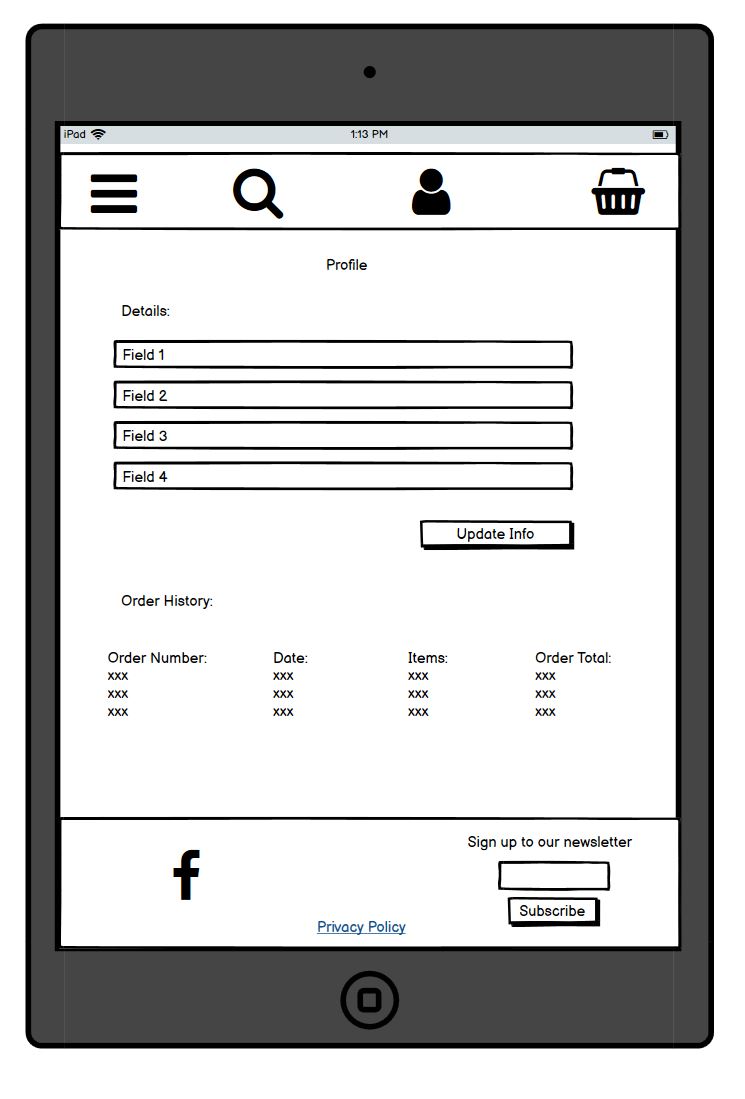 iPad 1:13 PM
Profile
Details:
Field 1
Field 2
Field 3
Field 4
Update Info
Order History:
Order Number: Date: Items: Order Total:
xxx xxx xxx xxx
xxx xxx xxx xxx
xxx xxx xxx xxx
Sign up to our newsletter
Subscribe
Privacy Policy